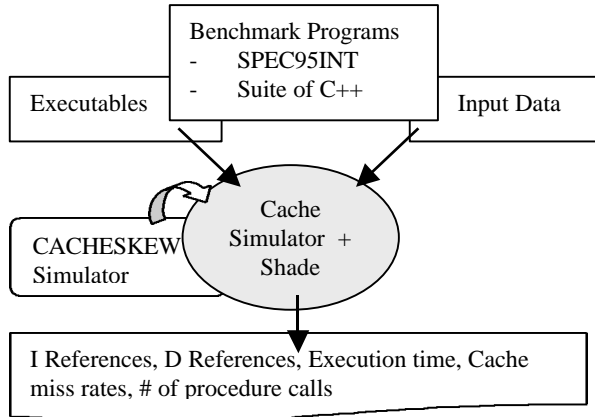 Benchmark Programs
- SPEC95INT
- Suite of C++
Executables
Input Data
Cache
Simulator +
Shade
CACHESKEW
Simulator
I References, D References, Execution time, Cache
miss rates, # of procedure calls